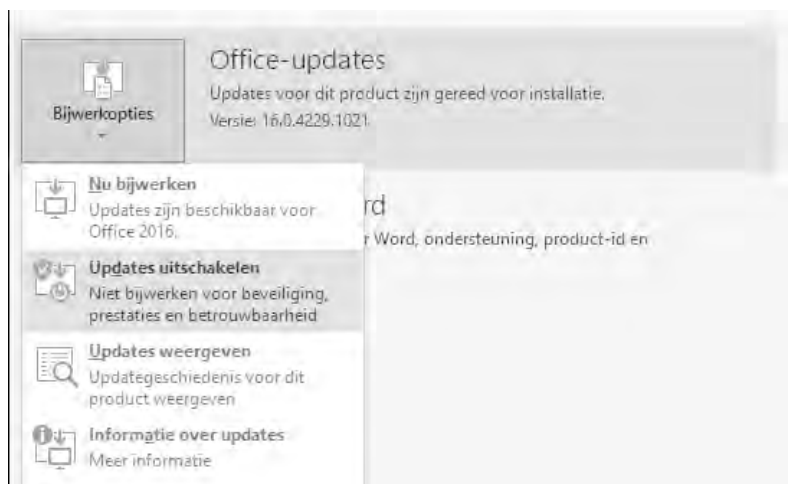 Office-updates
Updates voor dit product zijn gereed voor installatie.
Versie: 16.0.4229.1021
Bijwerkopties
Nu bijwerken
Updates zijn beschikbaar voor
Office 2016.
rd
r Word, ondersteuning, product-id en
Updates uitschakelen
Niet bijwerken voor beveiliging,
prestaties en betrouwbaarheid
Updates weergeven
Updategeschiedenis voor dit
product weergeven
Informatie over updates
Meer informatie